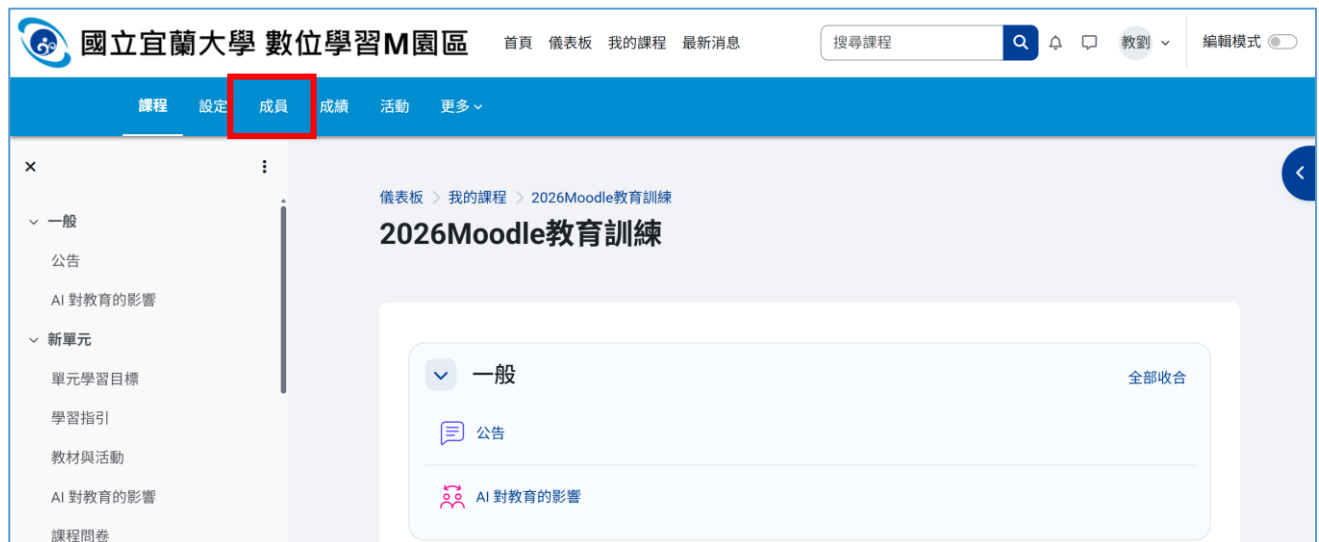 國立宜蘭大學 數位學習M園區 首頁 儀表板 我的課程 最新消息 搜尋課程 教劉 編輯模式
課程 設定 成員 成績 活動 更多
儀表板 > 我的課程 > 2026Moodle教育訓練
2026Moodle教育訓練
一般
公告
AI 對教育的影響
新單元
單元學習目標
學習指引
教材與活動
AI 對教育的影響
課程問卷
一般 全部收合
公告
AI 對教育的影響